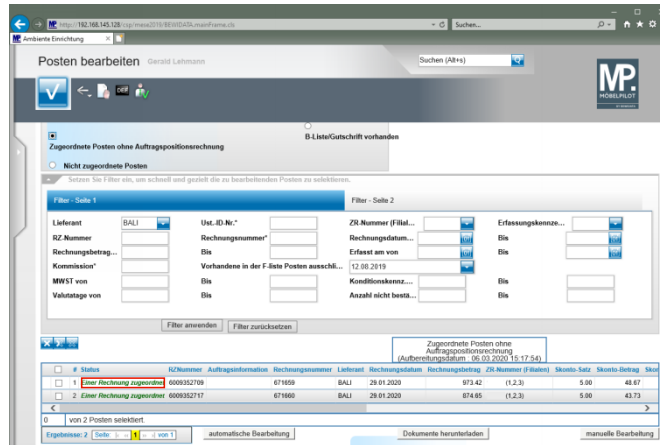 http://192.168.145.128/csp/mase2019/REWIDATA.mainFrame.cls
Suchen...
Ambiente Einrichtung
Posten bearbeiten Gerald Lehmann
Suchen (Alt+s)
MP.
MÖBELPILOT
B-Liste/Gutschrift vorhanden
Zugeordnete Posten ohne Auftragspositionsrechnung
Nicht zugeordnete Posten
Setzen Sie Filter ein, um schnell und gezielt die zu bearbeitenden Posten zu selektieren.
Filter - Seite 1 Filter - Seite 2
Lieferant BALI Ust.-ID-Nr.* ZR-Nummer (Filial... Erfassungskennze...
RZ-Nummer Rechnungsnummer* Rechnungsdatum... Bis
Rechnungsbetrag... Bis Erfasst am von Bis
Kommission* Vorhandene in der F-liste Posten ausschli... 12.08.2019
MWST von Bis Konditionskennz.... Bis
Valutatage von Bis Anzahl nicht bestä... Bis
Filter anwenden Filter zurücksetzen
Zugeordnete Posten ohne
Auftragspositionsrechnung
(Aufbereitungsdatum : 06.03.2020 15:17:54)
# Status RZNummer Auftragsinformation Rechnungsnummer Lieferant Rechnungsdatum Rechnungsbetrag ZR-Nummer (Filialen) Skonto-Satz Skonto-Betrag Skon
1 Einer Rechnung zugeordnet 6009352709 671659 BALI 29.01.2020 973.42 (1,2,3) 5.00 48.67
2 Einer Rechnung zugeordnet 6009352717 671660 BALI 29.01.2020 874.65 (1,2,3) 5.00 43.73
0 von 2 Posten selektiert.
Ergebnisse: 2 Seite 1 von 1 automatische Bearbeitung Dokumente herunterladen manuelle Bearbeitung